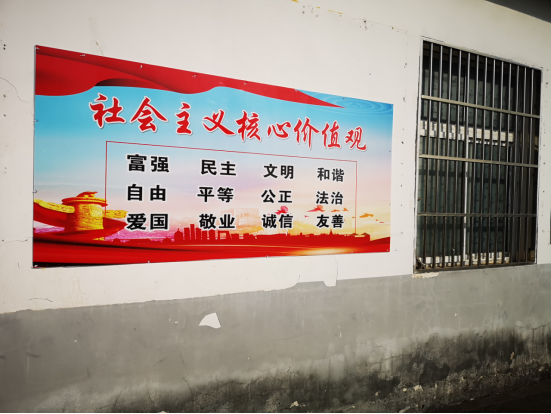 社会主义核心价值观
富强 民主 文明 和谐
自由 平等 公正 法治
爱国 敬业 诚信 友善